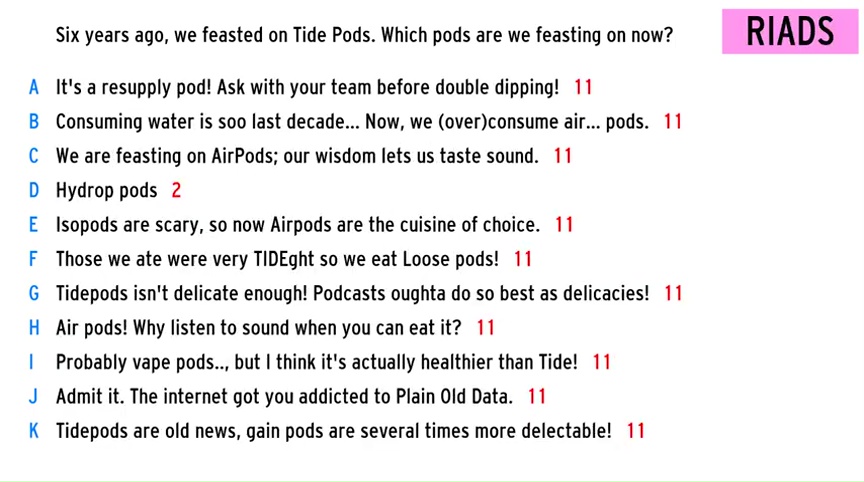 Six years ago, we feasted on Tide Pods. Which pods are we feasting on now?
RIADS
A It's a resupply pod! Ask with your team before double dipping! 11
B Consuming water is soo last decade... Now, we (over)consume air... pods. 11
C We are feasting on AirPods; our wisdom lets us taste sound. 11
D Hydrop pods 2
E Isopods are scary, so now Airpods are the cuisine of choice. 11
F Those we ate were very TIDEght so we eat Loose pods! 11
G Tidepods isn't delicate enough! Podcasts oughta do so best as delicacies! 11
H Air pods! Why listen to sound when you can eat it? 11
I Probably vape pods.., but I think it's actually healthier than Tide! 11
J Admit it. The internet got you addicted to Plain Old Data. 11
K Tidepods are old news, gain pods are several times more delectable! 11